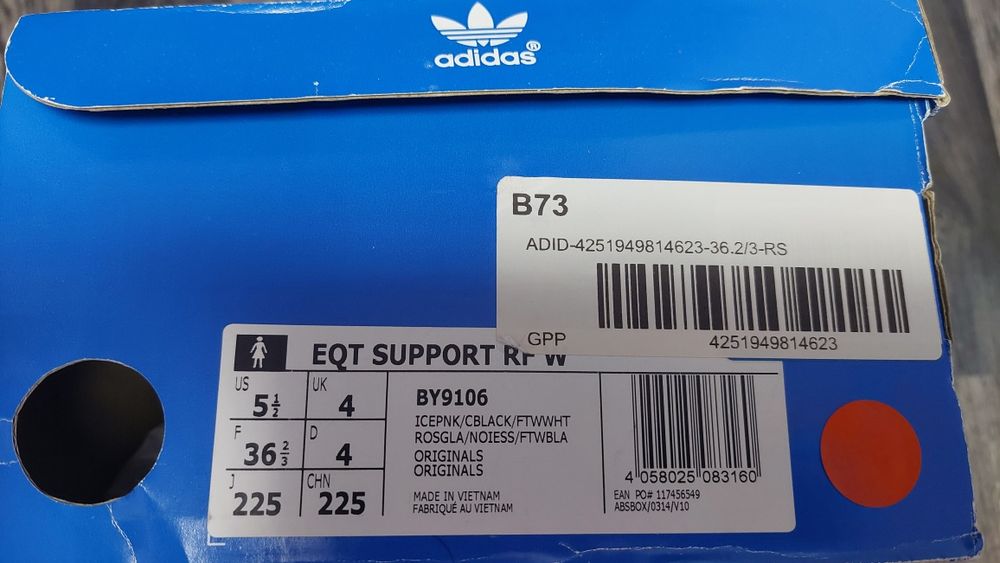 adidas®
B73
ADID-4251949814623-36.2/3-RS
GPP
4251949814623
EQT SUPPORT RF W
US
5 1/2
UK
4
F
36 2/3
D
4
J
225
CHN
225
BY9106
ICEPNK/CBLACK/FTWWHT
ROSGLA/NOIESS/FTWBLA
ORIGINALS
ORIGINALS
MADE IN VIETNAM
FABRIQUÉ AU VIETNAM
4 058025 083160
EAN PO# 117456549
ABSBOX/0314/V10